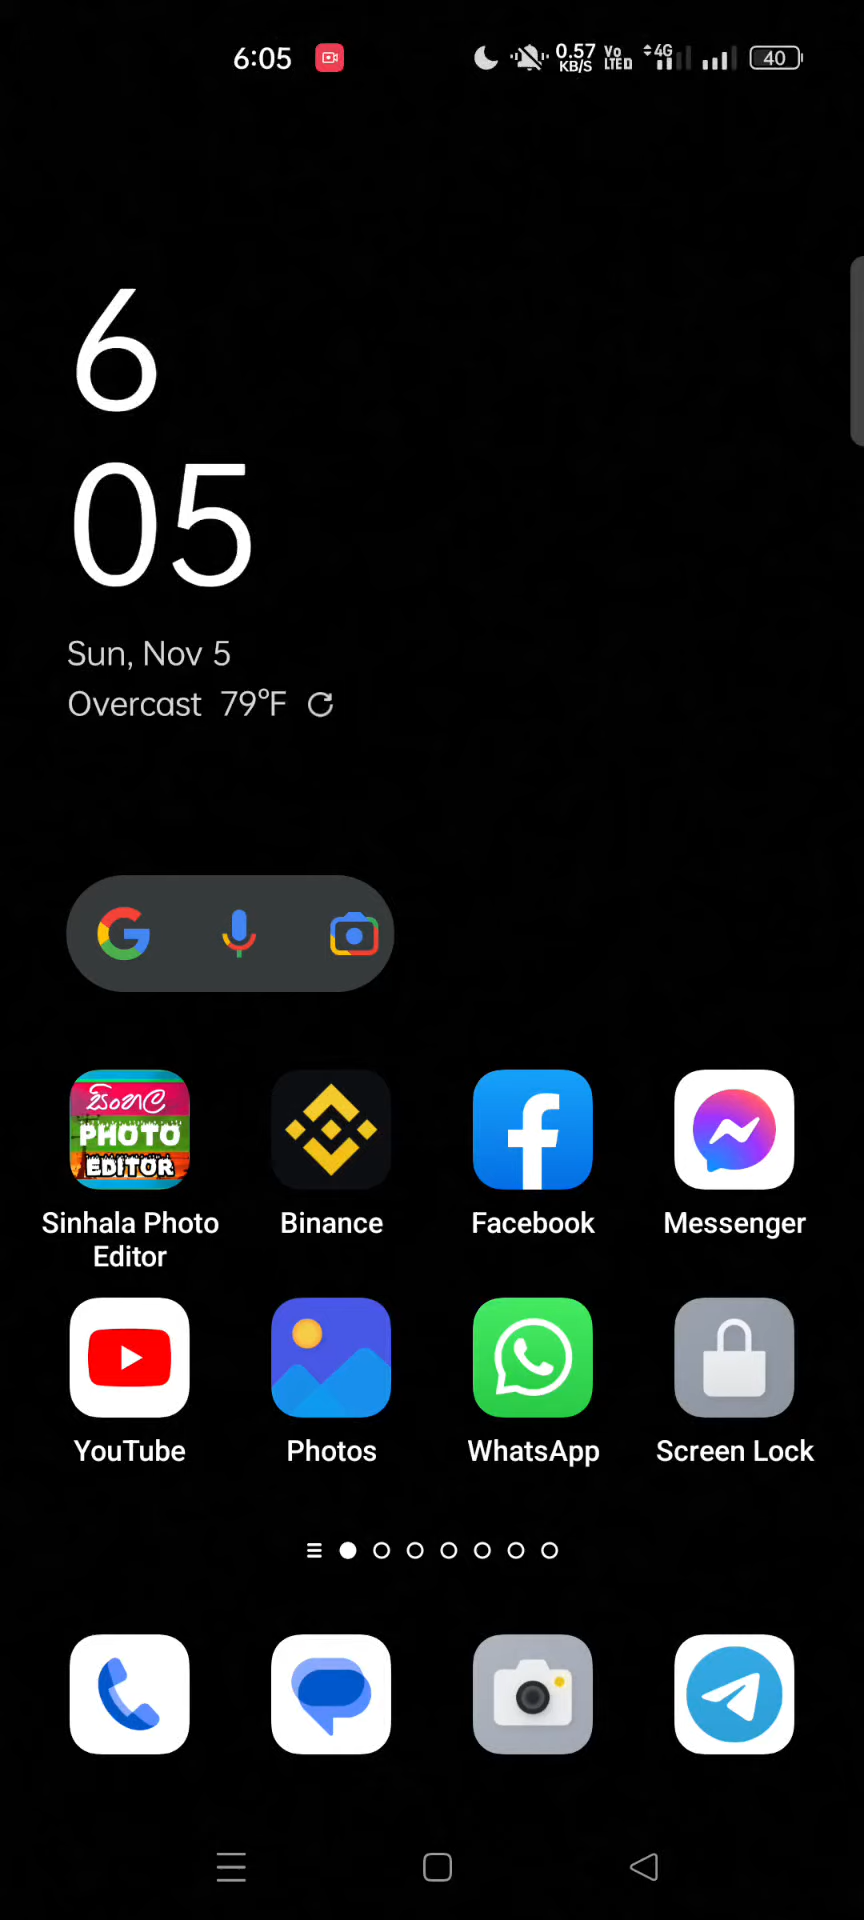 6:05
0.57 KB/S
Vo LTE
4G
40
6
05
Sun, Nov 5
Overcast 79°F
සිංහල
PHOTO
EDITOR
Sinhala Photo Editor
Binance
Facebook
Messenger
YouTube
Photos
WhatsApp
Screen Lock